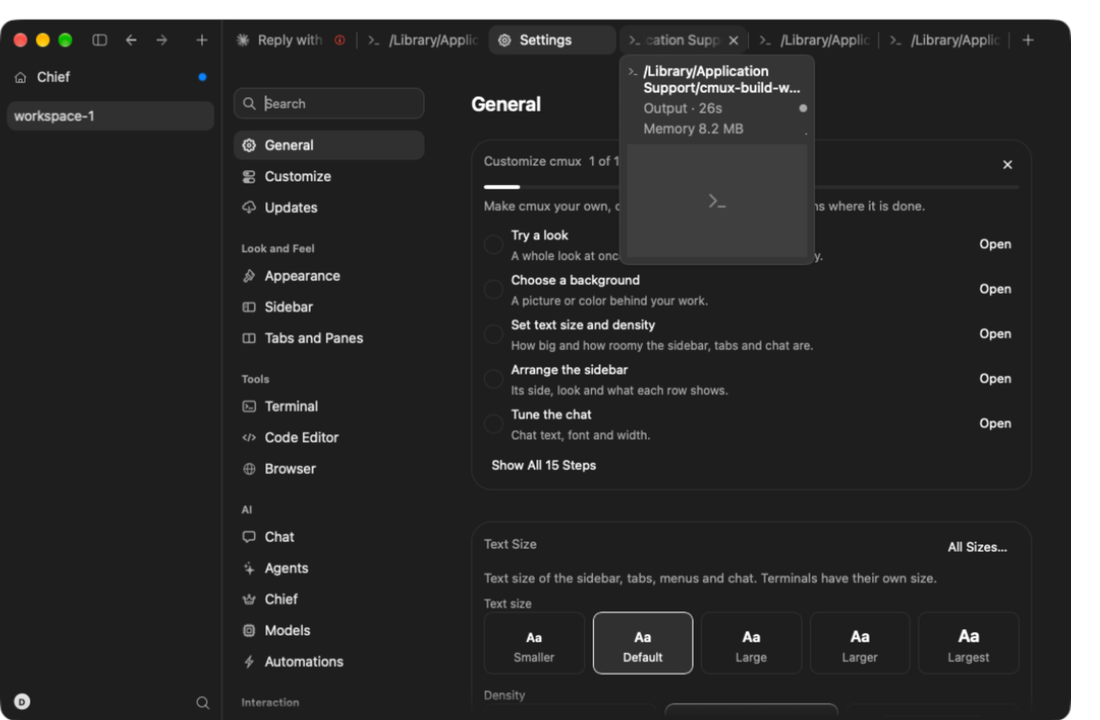 Reply with
/Library/Applic
Settings
cation Supp
/Library/Applic
/Library/Applic
Chief
workspace-1
D
Search
General
Customize
Updates
Look and Feel
Appearance
Sidebar
Tabs and Panes
Tools
Terminal
Code Editor
Browser
AI
Chat
Agents
Chief
Models
Automations
Interaction
/Library/Application
Support/cmux-build-w...
Output · 26s
Memory 8.2 MB
General
Customize cmux 1 of 1
Make cmux your own, where it is done.
Try a look
A whole look at
Open
Choose a background
A picture or color behind your work.
Open
Set text size and density
How big and how roomy the sidebar, tabs and chat are.
Open
Arrange the sidebar
Its side, look and what each row shows.
Open
Tune the chat
Chat text, font and width.
Open
Show All 15 Steps
Text Size
All Sizes...
Text size of the sidebar, tabs, menus and chat. Terminals have their own size.
Text size
Aa Aa Aa Aa Aa
Smaller Default Large Larger Largest
Density